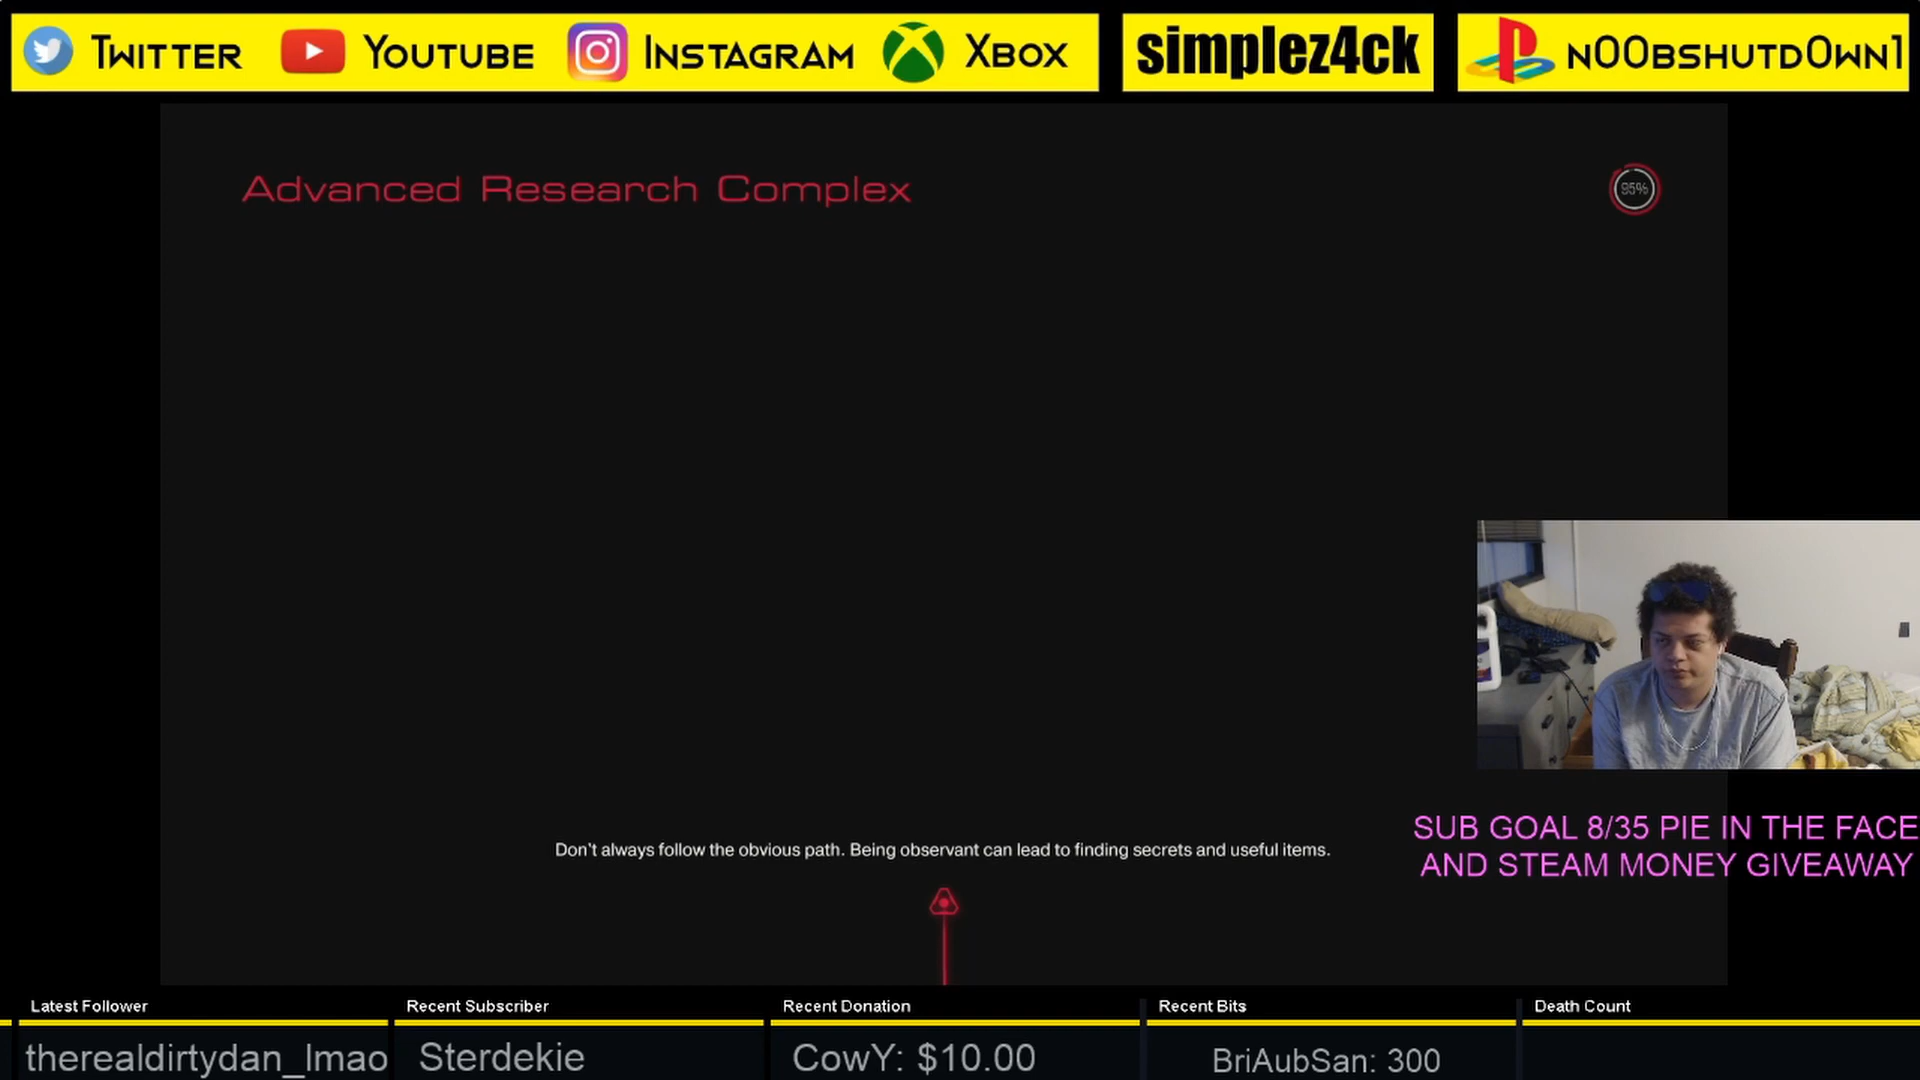 Twitter
Youtube
Instagram
Xbox
simplez4ck
n00bshutd0wn1
Advanced Research Complex
95%
Don't always follow the obvious path. Being observant can lead to finding secrets and useful items.
SUB GOAL 8/35 PIE IN THE FACE
AND STEAM MONEY GIVEAWAY
Latest Follower
Recent Subscriber
Recent Donation
Recent Bits
Death Count
therealdirtydan_lmao
Sterdekie
CowY: $10.00
BriAubSan: 300